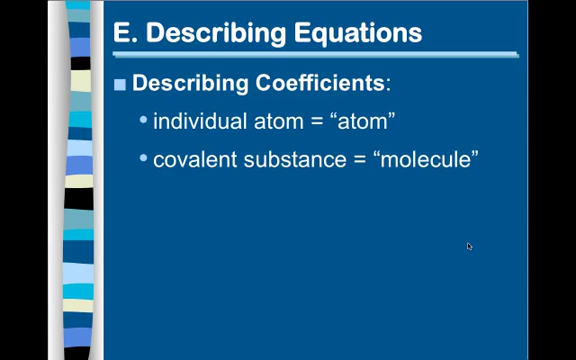 E. Describing Equations
Describing Coefficients:
individual atom = “atom”
covalent substance = “molecule”